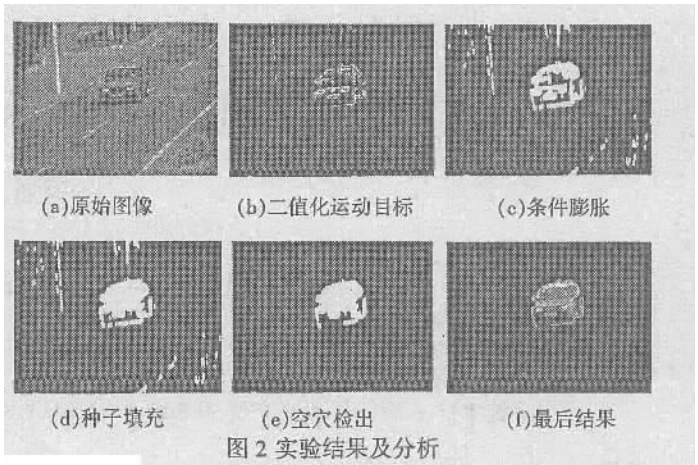 (a)原始图像 (b)二值化运动目标 (c)条件膨胀
(d)种子填充 (e)空穴检出 (f)最后结果
图 2 实验结果及分析